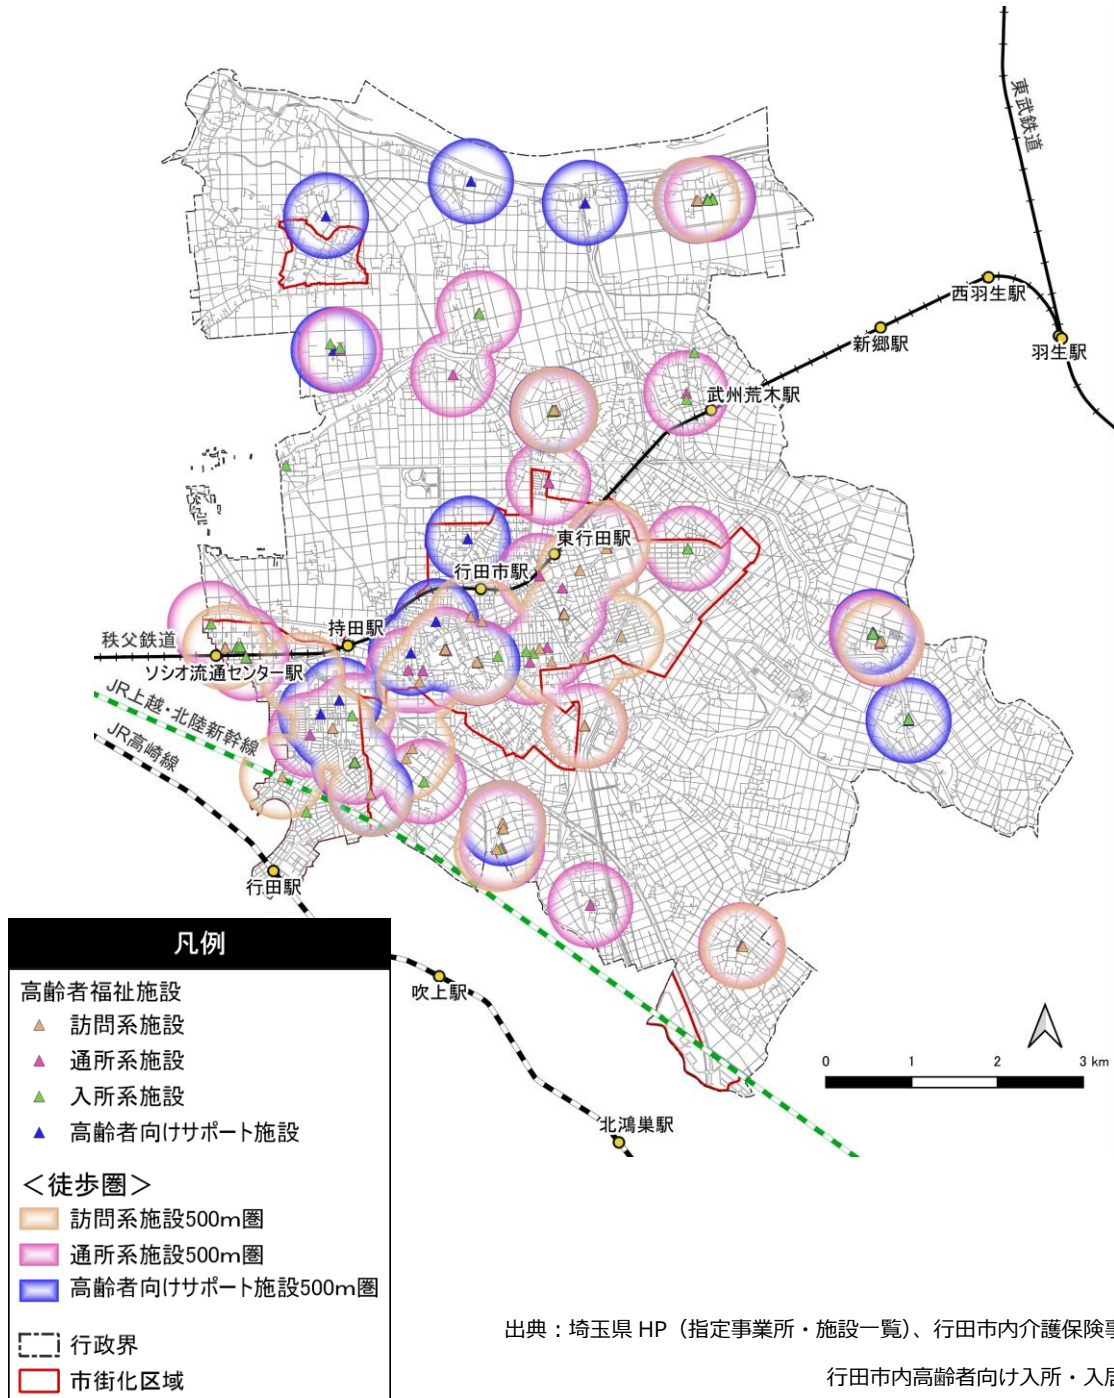 東武鉄道
西羽生駅
新郷駅
羽生駅
武州荒木駅
東行田駅
行田市駅
持田駅
秩父鉄道
ソシオ流通センター駅
JR上越・北陸新幹線
JR高崎線
行田駅
吹上駅
北鴻巣駅
0 1 2 3 km
凡例
高齢者福祉施設
訪問系施設
通所系施設
入所系施設
高齢者向けサポート施設
＜徒歩圏＞
訪問系施設500m圏
通所系施設500m圏
高齢者向けサポート施設500m圏
行政界
市街化区域
出典：埼玉県 HP（指定事業所・施設一覧）、行田市内介護保険事
行田市内高齢者向け入所・入居